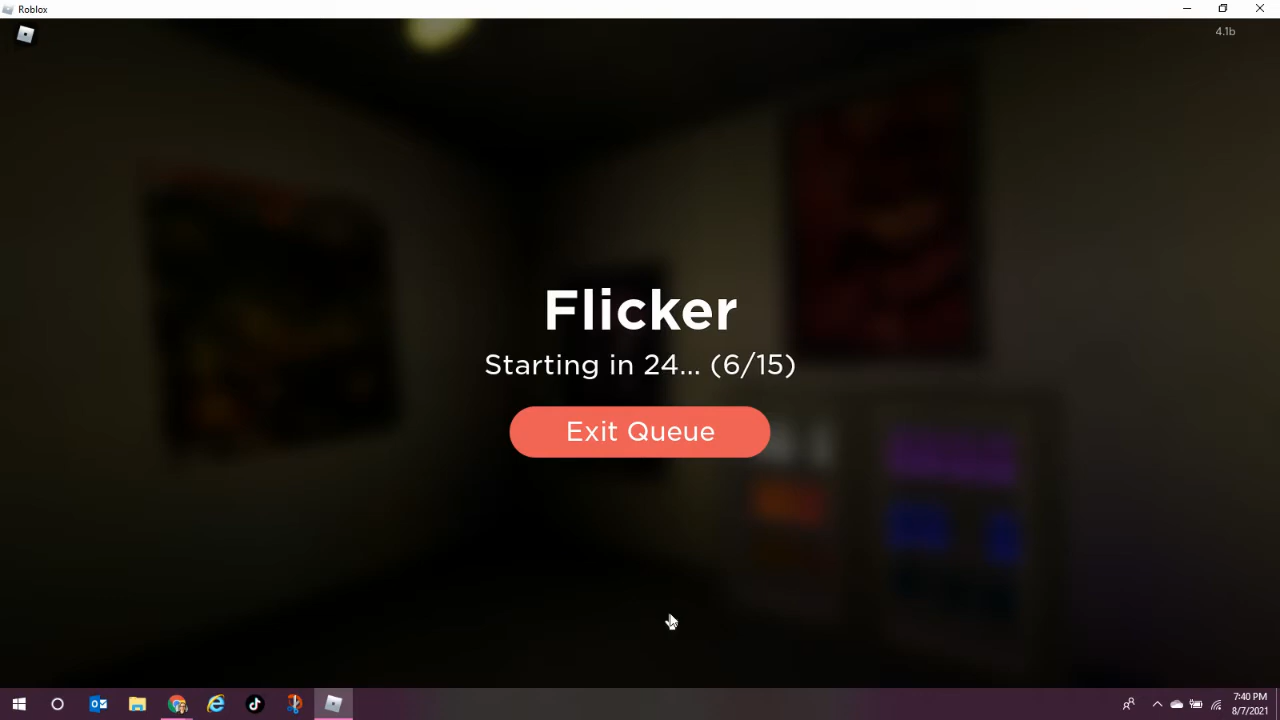 Roblox
4.1b
Flicker
Starting in 24... (6/15)
Exit Queue
7:40 PM
8/7/2021